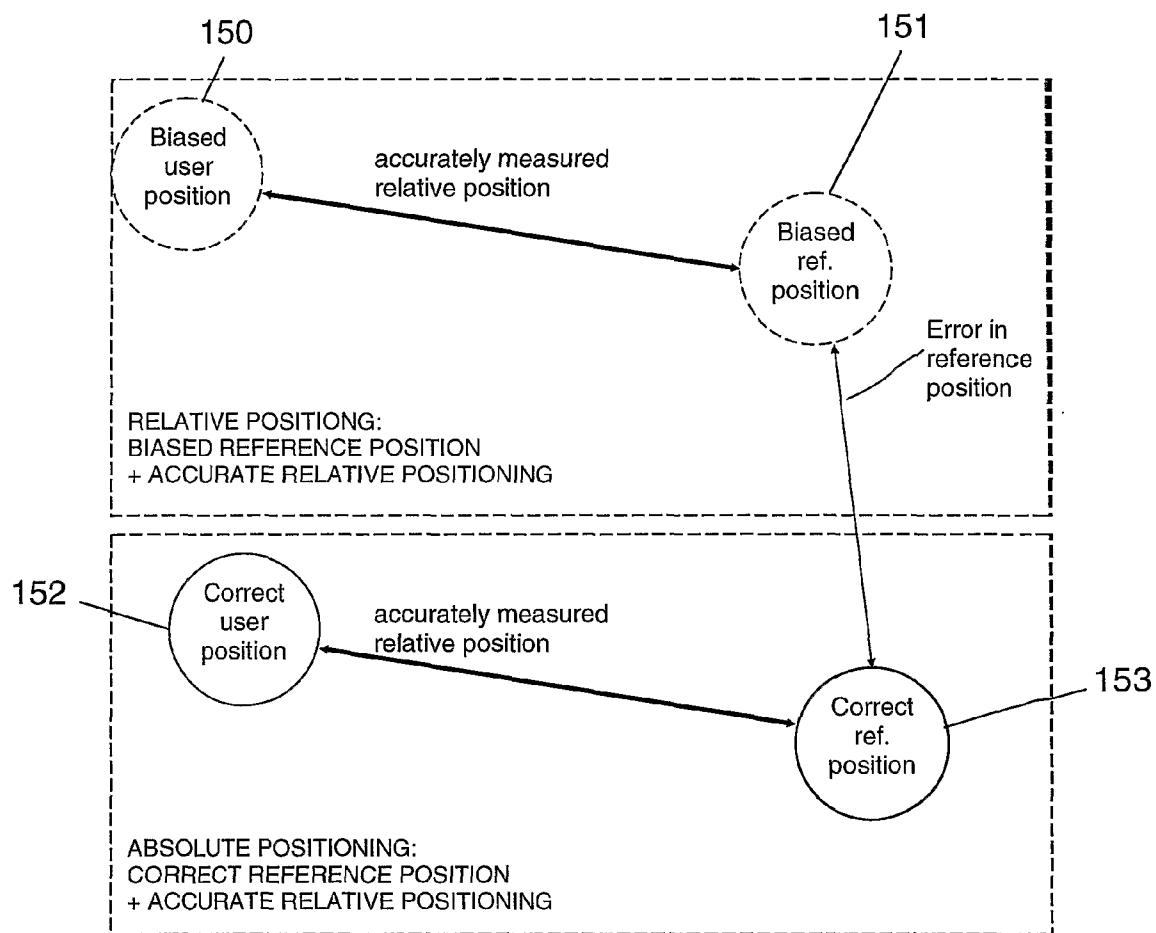 150
151
Biased
user
position
accurately measured
relative position
Biased
ref.
position
Error in
reference
position
RELATIVE POSITIONG:
BIASED REFERENCE POSITION
+ ACCURATE RELATIVE POSITIONING
152
Correct
user
position
accurately measured
relative position
153
Correct
ref.
position
ABSOLUTE POSITIONING:
CORRECT REFERENCE POSITION
+ ACCURATE RELATIVE POSITIONING